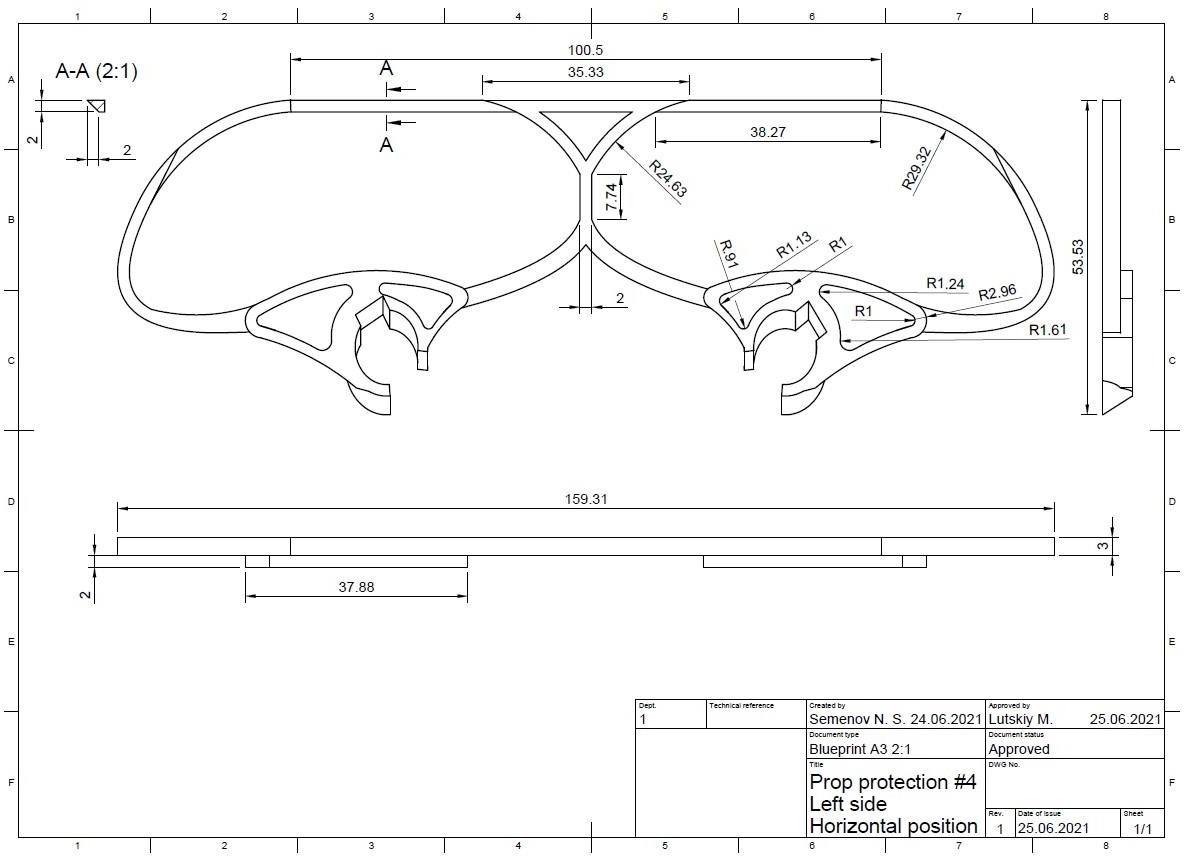 1 2 3 4 5 6 7 8
A A
A-A (2:1)
100.5
A
35.33
2
2
A
38.27
R29.32
R24.63
53.53
B B
7.74
R.91
R1.13
R1
2
R1.24
R2.96
R1
R1.61
C C
D D
159.31
3
2
37.88
E E
Dept. Technical reference Created by Approved by
1 Semenov N. S. 24.06.2021 Lutskiy M. 25.06.2021
Document type Document status
Blueprint A3 2:1 Approved
Title DWG No.
F F
Prop protection #4
Left side
Horizontal position
Rev. Date of issue Sheet
1 25.06.2021 1/1
1 2 3 4 5 6 7 8